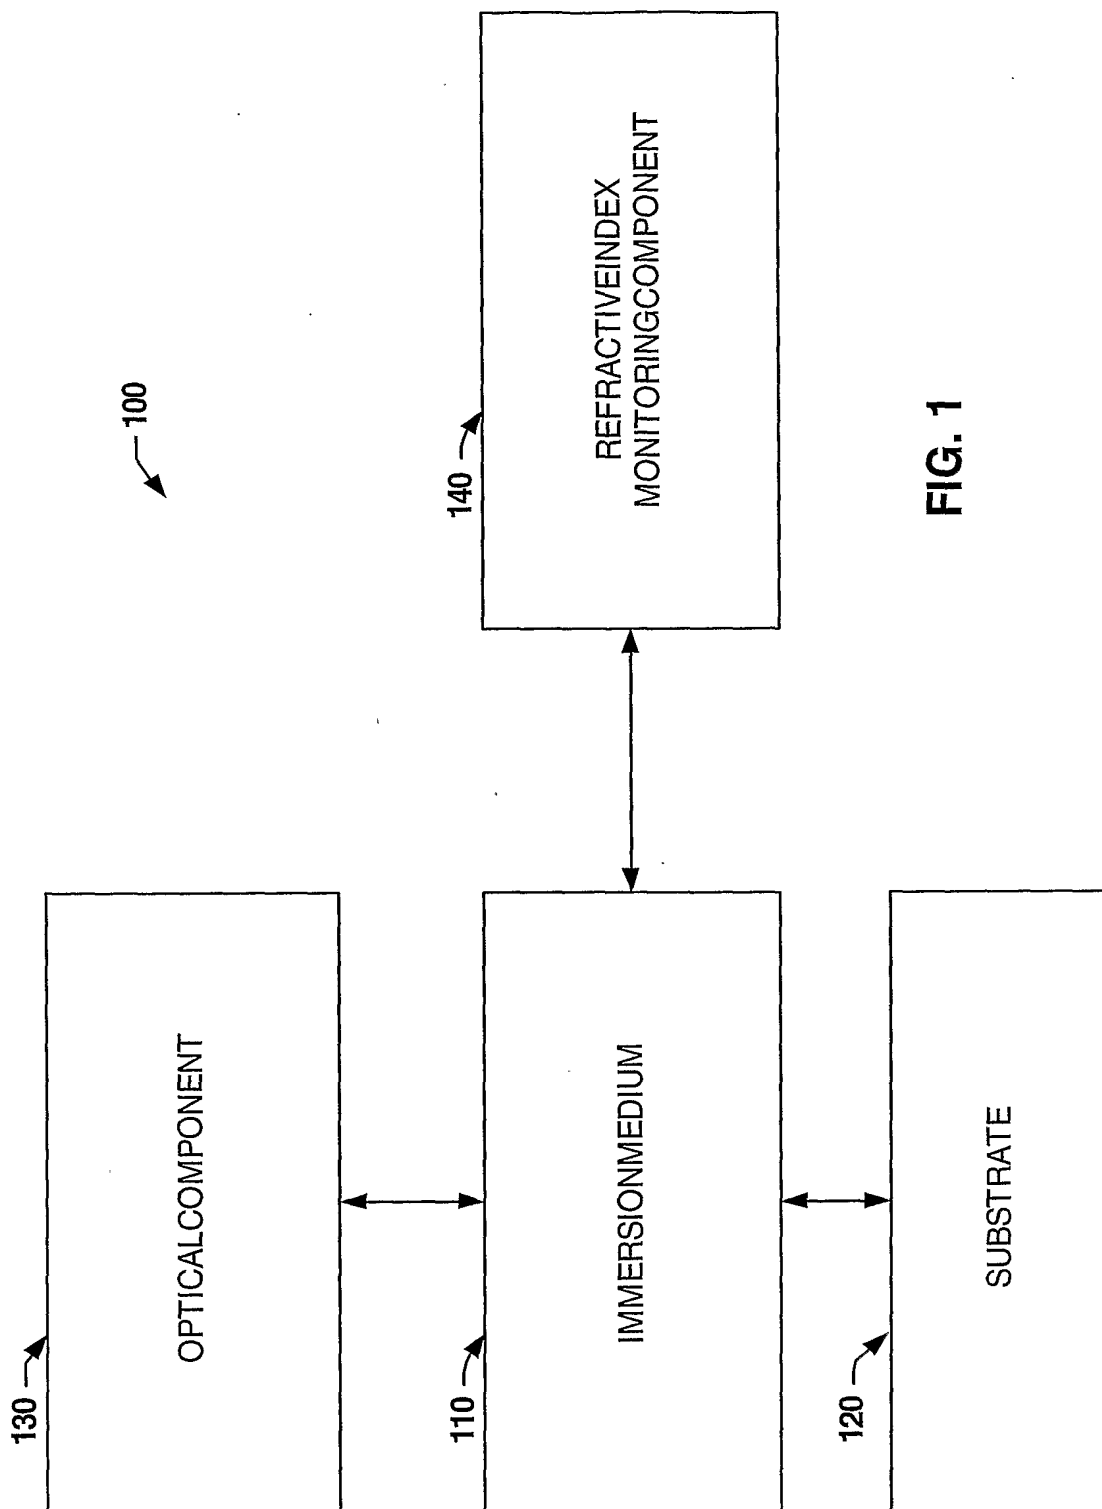 100
130
OPTICALCOMPONENT
110
IMMERSIONMEDIUM
140
REFRACTIVEINDEX
MONITORINGCOMPONENT
120
SUBSTRATE
FIG. 1